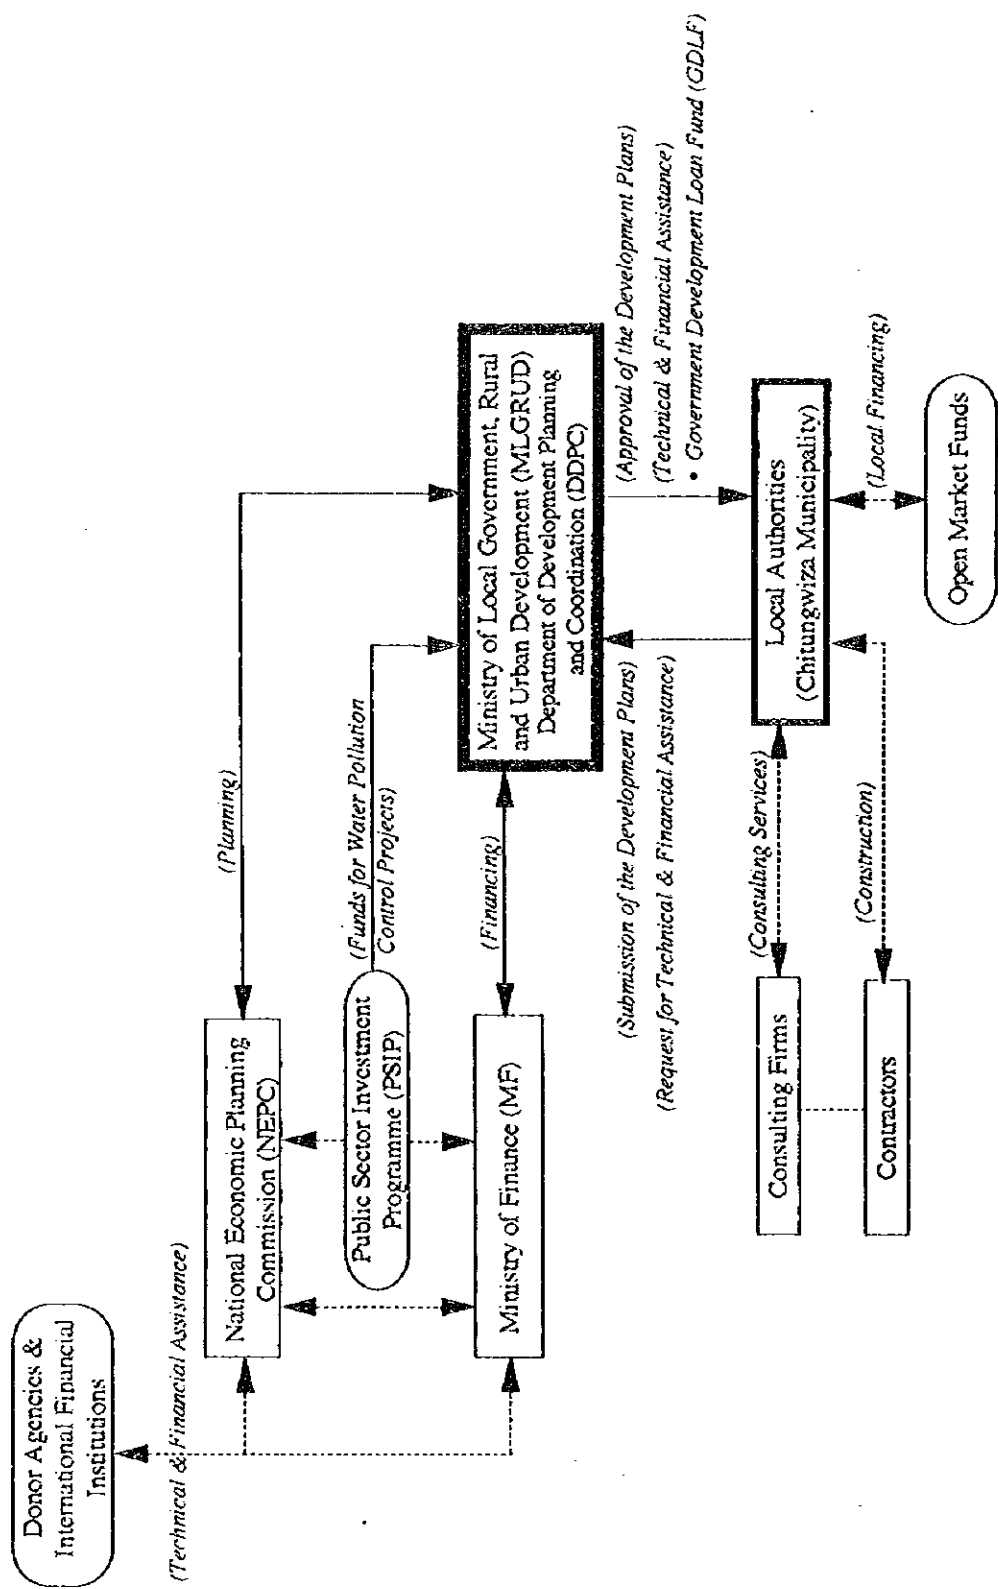 Donor Agencies &
International Financial
Institutions
(Technical & Financial Assistance)
National Economic Planning
Commission (NEPC)
(Planning)
Public Sector Investment
Programme (PSIP)
(Funds for Water Pollution
Control Projects)
Ministry of Finance (MF)
(Financing)
Ministry of Local Government, Rural
and Urban Development (MLGRUD)
Department of Development Planning
and Coordination (DDPC)
(Submission of the Development Plans)
(Request for Technical & Financial Assistance)
(Approval of the Development Plans)
(Technical & Financial Assistance)
• Government Development Loan Fund (GDLF)
Consulting Firms
(Consulting Services)
Local Authorities
(Chitungwiza Municipality)
Contractors
(Construction)
(Local Financing)
Open Market Funds